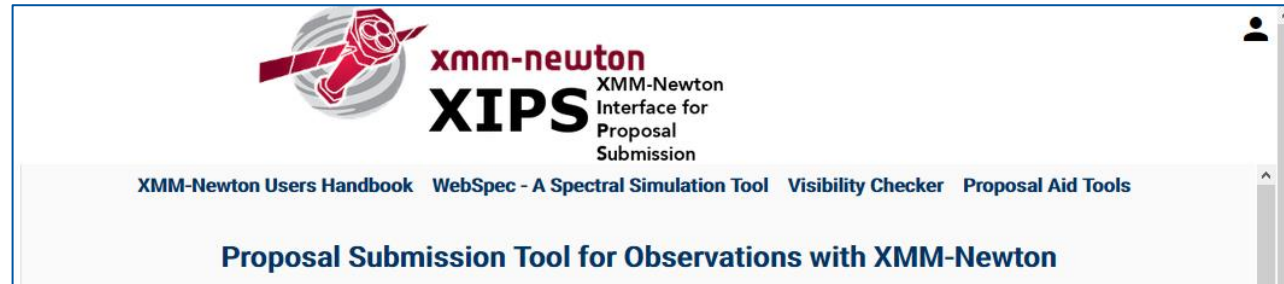 xmm-newton
XIPS
XMM-Newton
Interface for
Proposal
Submission
XMM-Newton Users Handbook WebSpec - A Spectral Simulation Tool Visibility Checker Proposal Aid Tools
Proposal Submission Tool for Observations with XMM-Newton